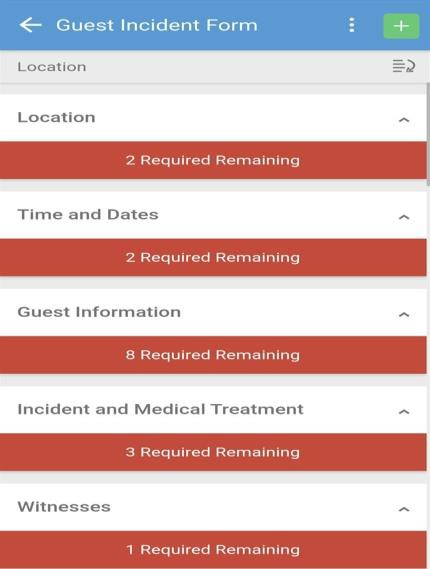 Guest Incident Form
Location
Location
2 Required Remaining
Time and Dates
2 Required Remaining
Guest Information
8 Required Remaining
Incident and Medical Treatment
3 Required Remaining
Witnesses
1 Required Remaining